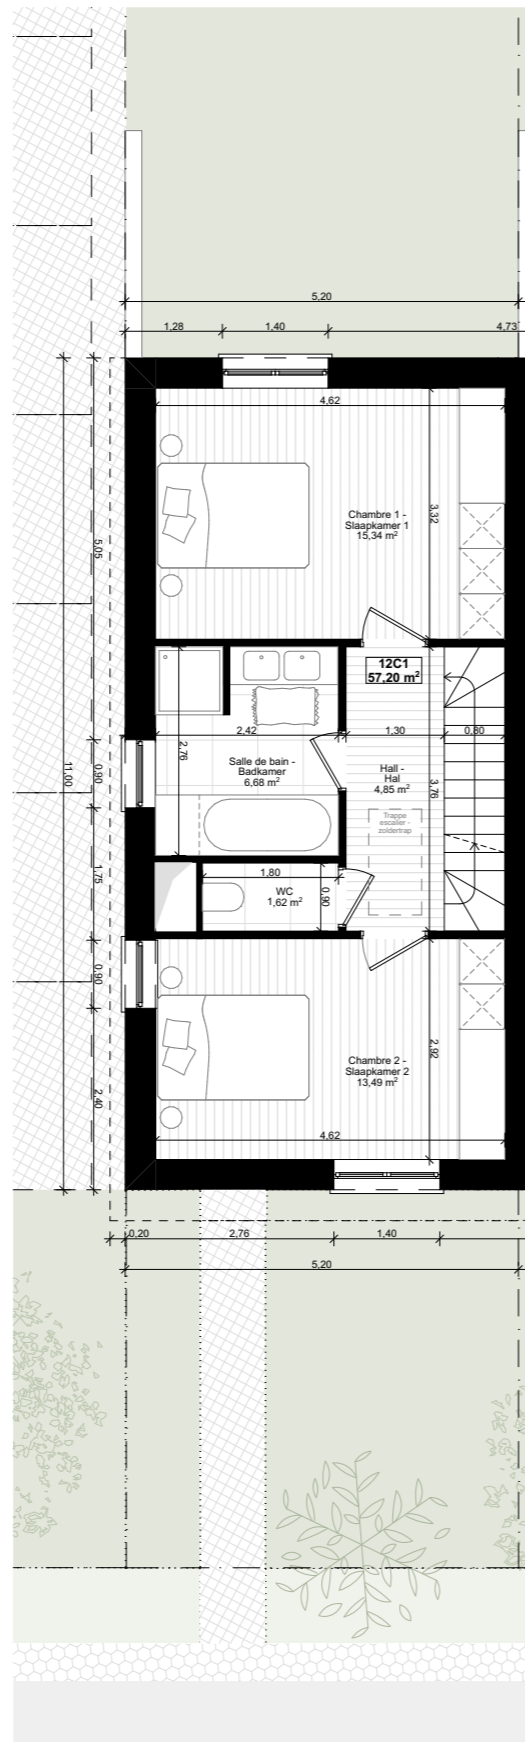 5,20
1,28
1,40
4,73
4,62
3,32
Chambre 1 -
Slaapkamer 1
15,34 m²
5,05
11,00
12C1
57,20 m²
2,42
1,30
0,80
2,76
Salle de bain -
Badkamer
6,68 m²
Hall -
Hal
4,85 m²
3,76
0,90
Trappe
escalier -
zoldertrap
1,75
1,80
WC
1,62 m²
0,90
0,90
Chambre 2 -
Slaapkamer 2
13,49 m²
2,92
2,40
4,62
0,20
2,76
1,40
5,20